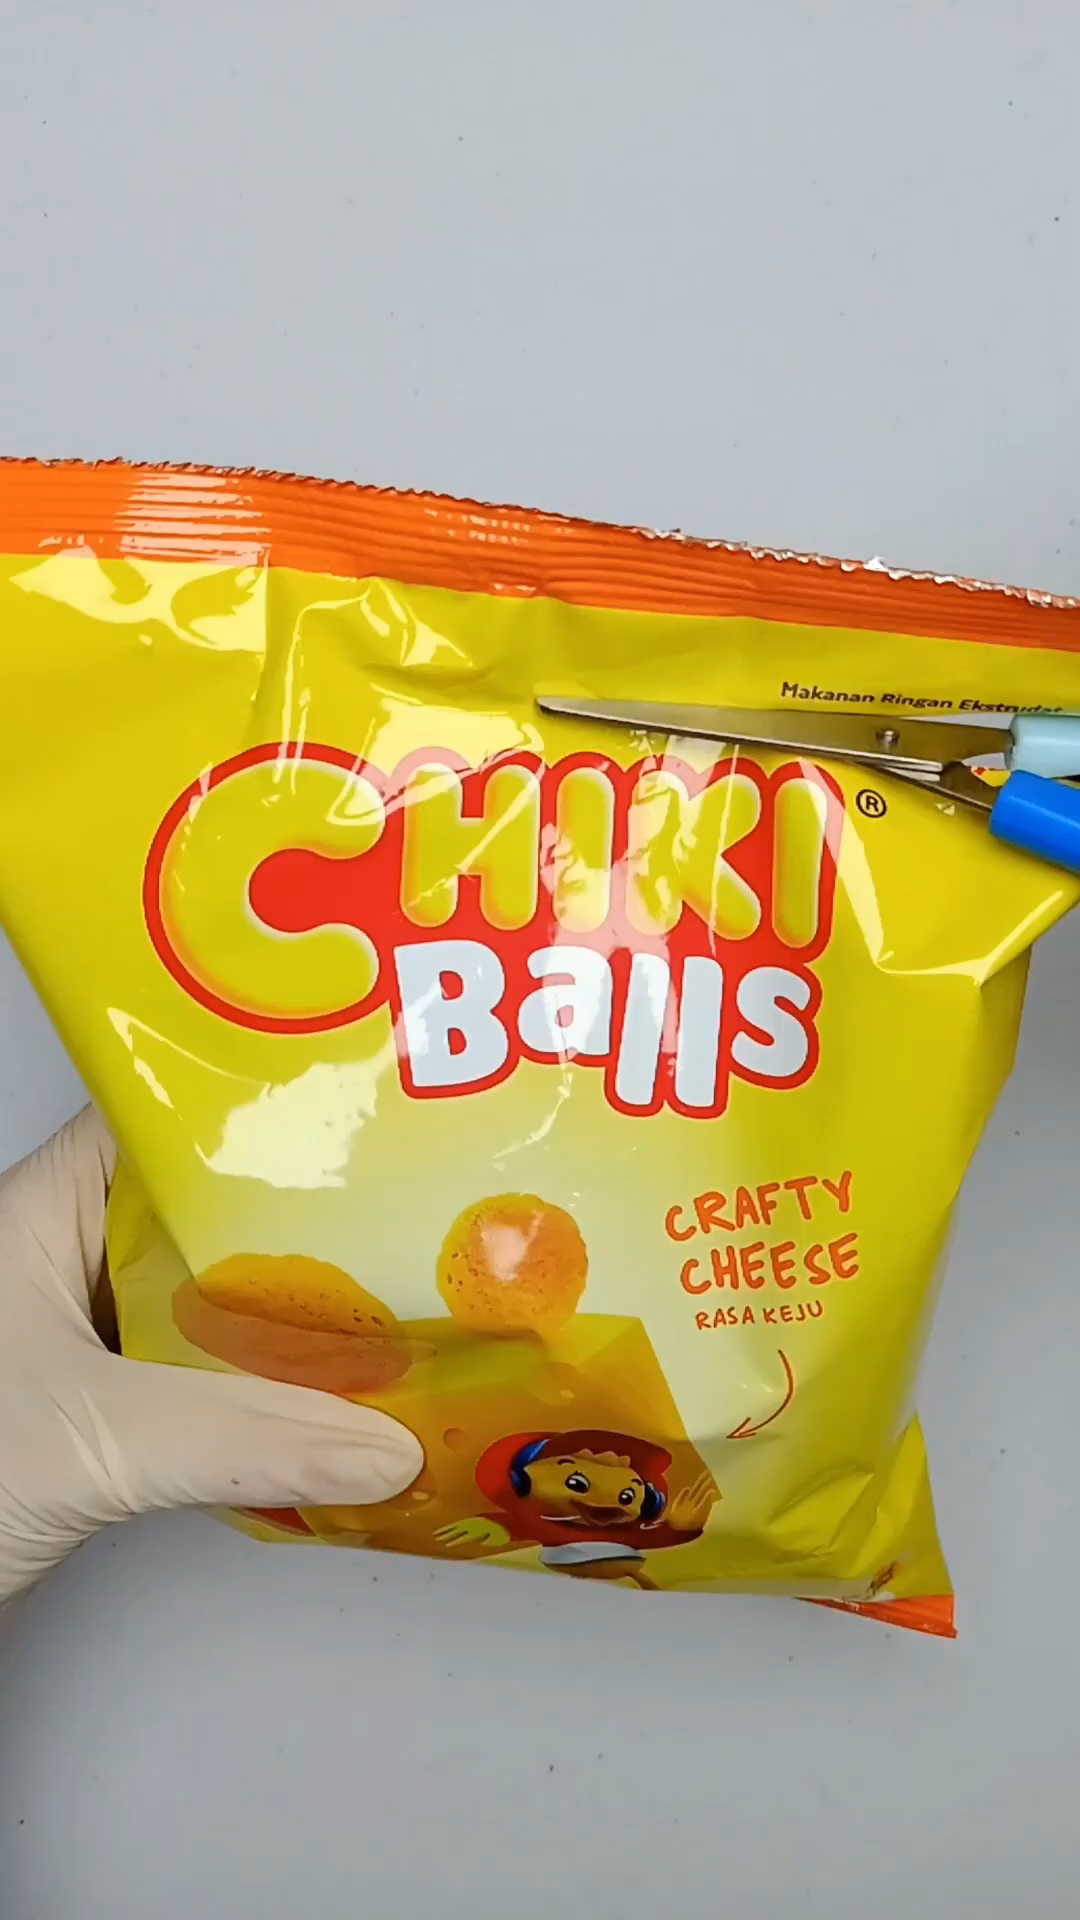 Makanan Ringan Ekstrudat
CHIKI
®
Balls
CRAFTY
CHEESE
RASA KEJU